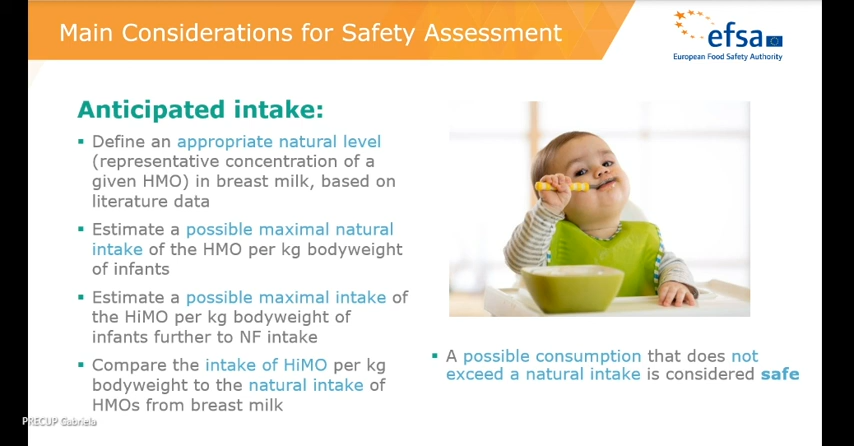 Main Considerations for Safety Assessment
efsa
European Food Safety Authority
Anticipated intake:
▪ Define an appropriate natural level
(representative concentration of a
given HMO) in breast milk, based on
literature data
▪ Estimate a possible maximal natural
intake of the HMO per kg bodyweight
of infants
▪ Estimate a possible maximal intake of
the HiMO per kg bodyweight of
infants further to NF intake
▪ Compare the intake of HiMO per kg
bodyweight to the natural intake of
HMOs from breast milk
▪ A possible consumption that does not
exceed a natural intake is considered safe
PRECUP Gabriela